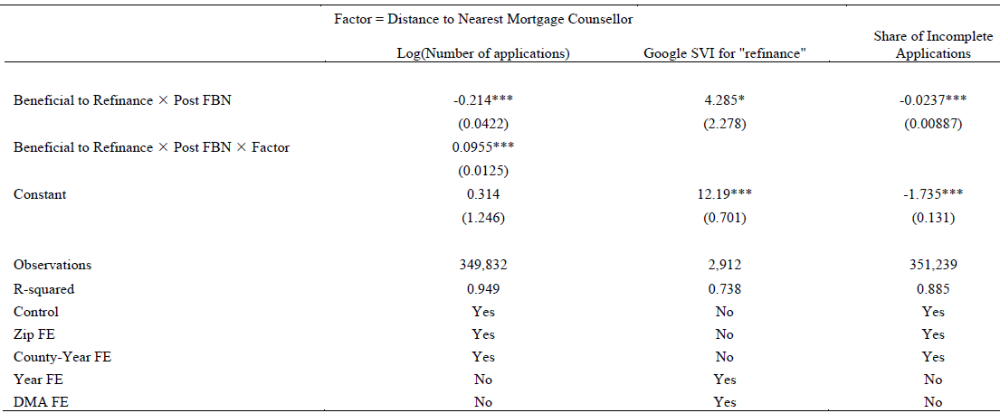 Factor = Distance to Nearest Mortgage Counsellor
Log(Number of applications) Google SVI for "refinance" Share of Incomplete Applications
Beneficial to Refinance × Post FBN -0.214*** 4.285* -0.0237***
(0.0422) (2.278) (0.00887)
Beneficial to Refinance × Post FBN × Factor 0.0955***
(0.0125)
Constant 0.314 12.19*** -1.735***
(1.246) (0.701) (0.131)
Observations 349,832 2,912 351,239
R-squared 0.949 0.738 0.885
Control Yes No Yes
Zip FE Yes No Yes
County-Year FE Yes No Yes
Year FE No Yes No
DMA FE No Yes No